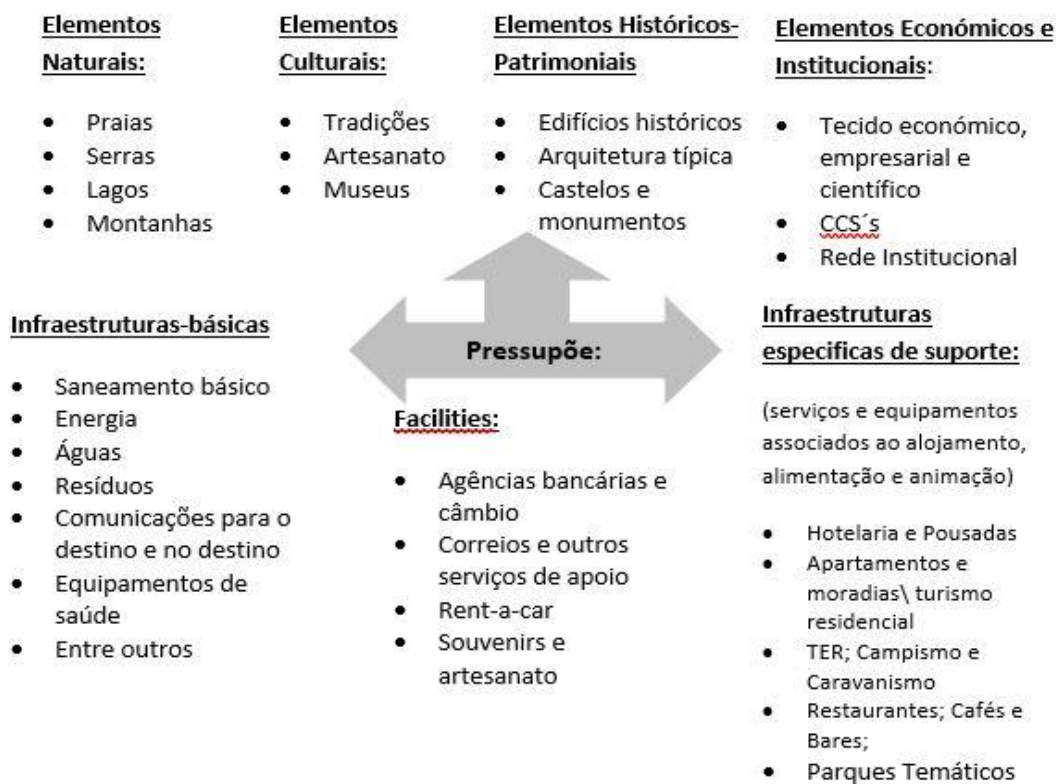 Elementos
Naturais:
• Praias
• Serras
• Lagos
• Montanhas
Elementos
Culturais:
• Tradições
• Artesanato
• Museus
Elementos Históricos-
Patrimoniais
• Edifícios históricos
• Arquitetura típica
• Castelos e
monumentos
Elementos Económicos e
Institucionais:
• Tecido económico,
empresarial e
científico
• CCS´s
• Rede Institucional
Pressupõe:
Infraestruturas-básicas
• Saneamento básico
• Energia
• Águas
• Resíduos
• Comunicações para o
destino e no destino
• Equipamentos de
saúde
• Entre outros
Facilities:
• Agências bancárias e
câmbio
• Correios e outros
serviços de apoio
• Rent-a-car
• Souvenirs e
artesanato
Infraestruturas
especificas de suporte:
(serviços e equipamentos
associados ao alojamento,
alimentação e animação)
• Hotelaria e Pousadas
• Apartamentos e
moradias\ turismo
residencial
• TER; Campismo e
Caravanismo
• Restaurantes; Cafés e
Bares;
• Parques Temáticos